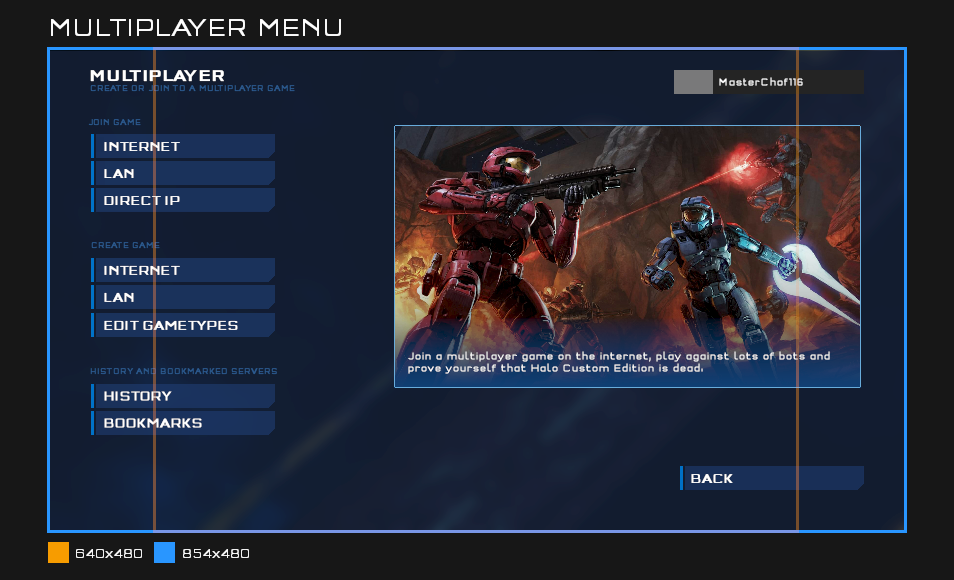 MULTIPLAYER MENU
MULTIPLAYER
CREATE OR JOIN TO A MULTIPLAYER GAME
MasterChof116
JOIN GAME
INTERNET
LAN
DIRECT IP
CREATE GAME
INTERNET
LAN
EDIT GAMETYPES
HISTORY AND BOOKMARKED SERVERS
HISTORY
BOOKMARKS
Join a multiplayer game on the internet, play against lots of bots and
prove yourself that Halo Custom Edition is dead.
BACK
640x480
854x480